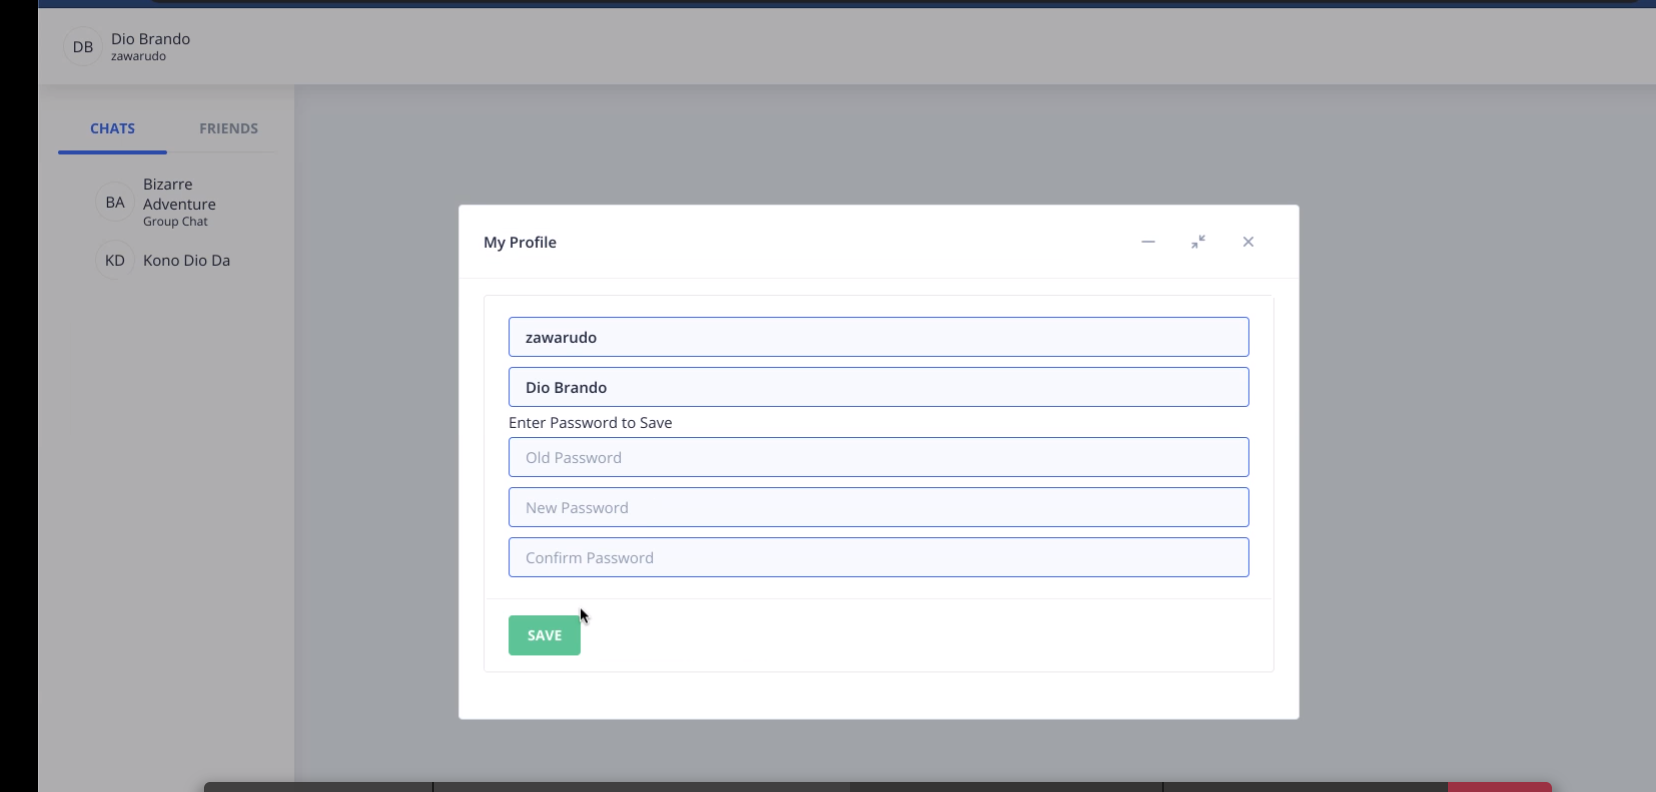 DB
Dio Brando
zawarudo
CHATS
FRIENDS
BA
Bizarre
Adventure
Group Chat
KD
Kono Dio Da
My Profile
zawarudo
Dio Brando
Enter Password to Save
Old Password
New Password
Confirm Password
SAVE